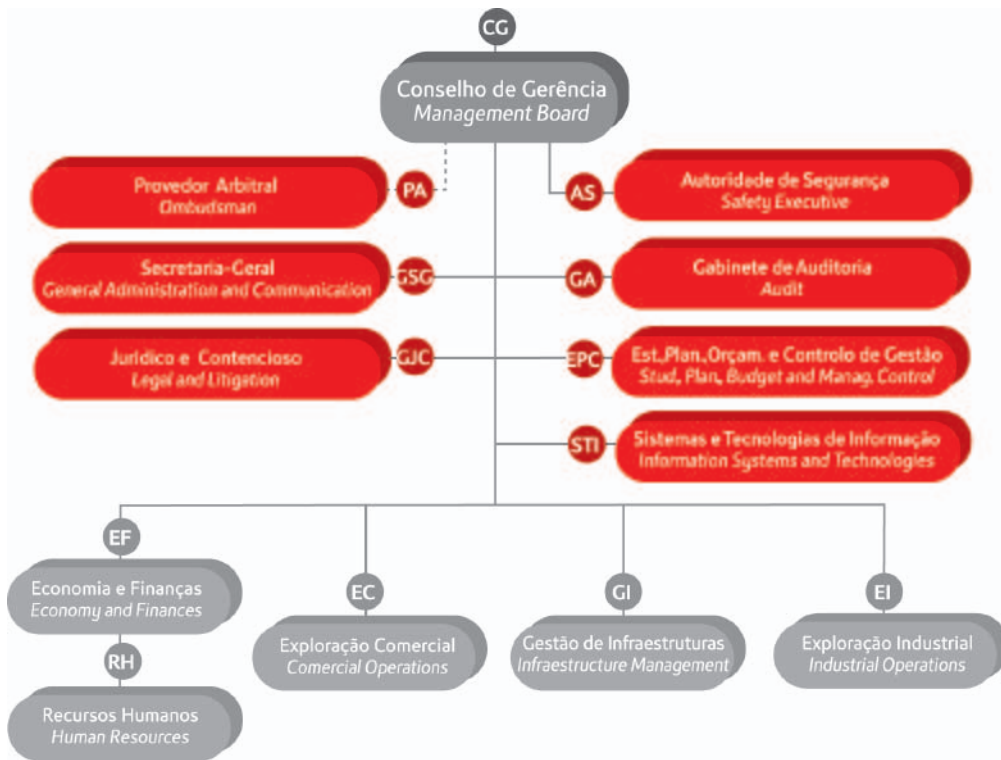 CG
Conselho de Gerência
Management Board
Provedor Arbitral
Ombudsman
PA
AS
Autoridade de Segurança
Safety Executive
Secretaria-Geral
General Administration and Communication
GSG
GA
Gabinete de Auditoria
Audit
Jurídico e Contencioso
Legal and Litigation
GJC
EPC
Est.,Plan.,Orçam. e Controlo de Gestão
Stud., Plan, Budget and Manag. Control
STI
Sistemas e Tecnologias de Informação
Information Systems and Technologies
EF
Economia e Finanças
Economy and Finances
EC
Exploração Comercial
Comercial Operations
GI
Gestão de Infraestruturas
Infraestructure Management
EI
Exploração Industrial
Industrial Operations
RH
Recursos Humanos
Human Resources